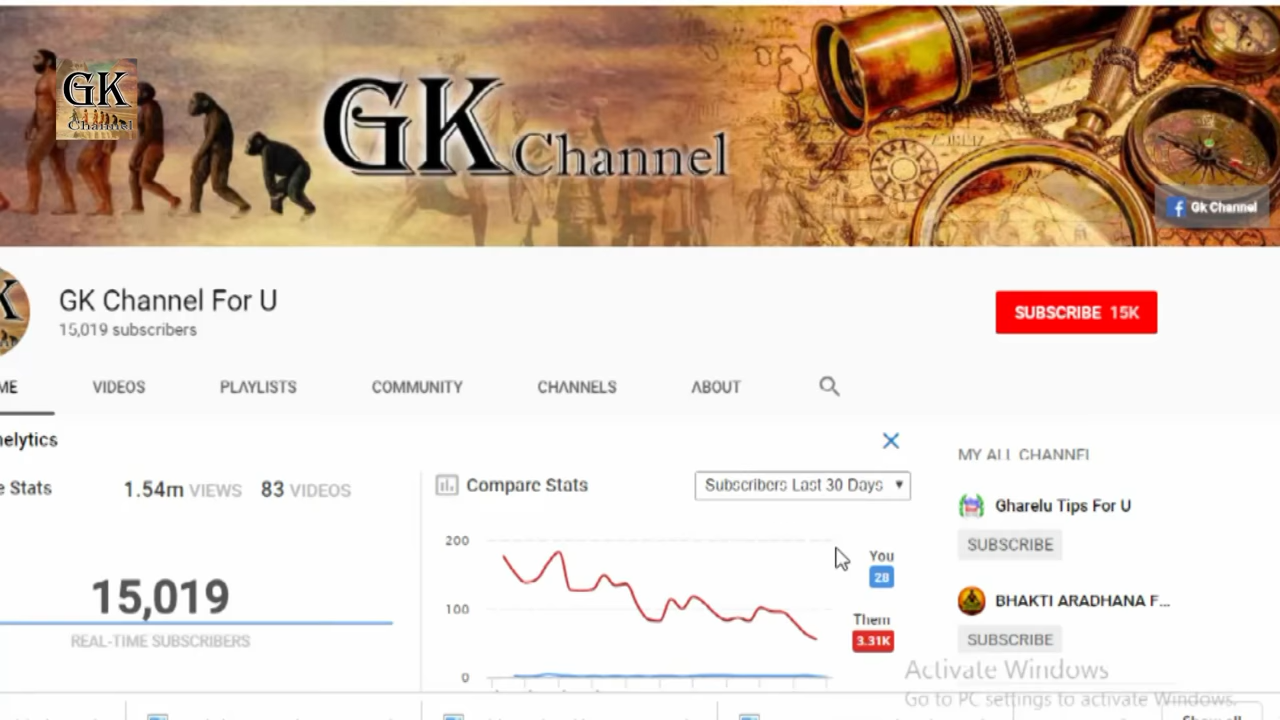 GK
Channel
GK Channel
Gk Channel
GK Channel For U
15,019 subscribers
SUBSCRIBE 15K
VIDEOS PLAYLISTS COMMUNITY CHANNELS ABOUT
MY ALL CHANNEL
Stats 1.54m VIEWS 83 VIDEOS
Compare Stats
Subscribers Last 30 Days
Gharelu Tips For U
SUBSCRIBE
200
100
0
You
28
Them
3.31K
15,019
REAL-TIME SUBSCRIBERS
BHAKTI ARADHANA F...
SUBSCRIBE
Activate Windows
Go to PC settings to activate Windows.